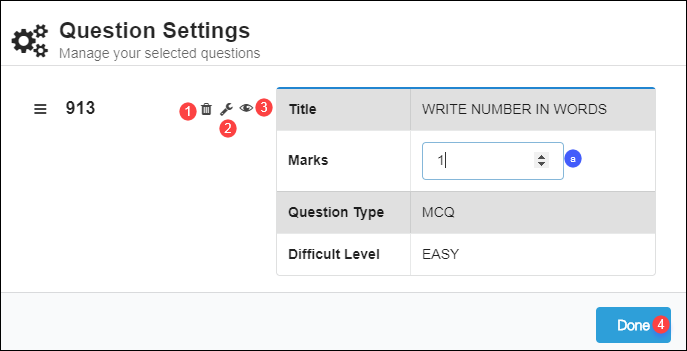 Question Settings
Manage your selected questions
913
1
2
3
Title WRITE NUMBER IN WORDS
Marks 1 a
Question Type MCQ
Difficult Level EASY
Done 4